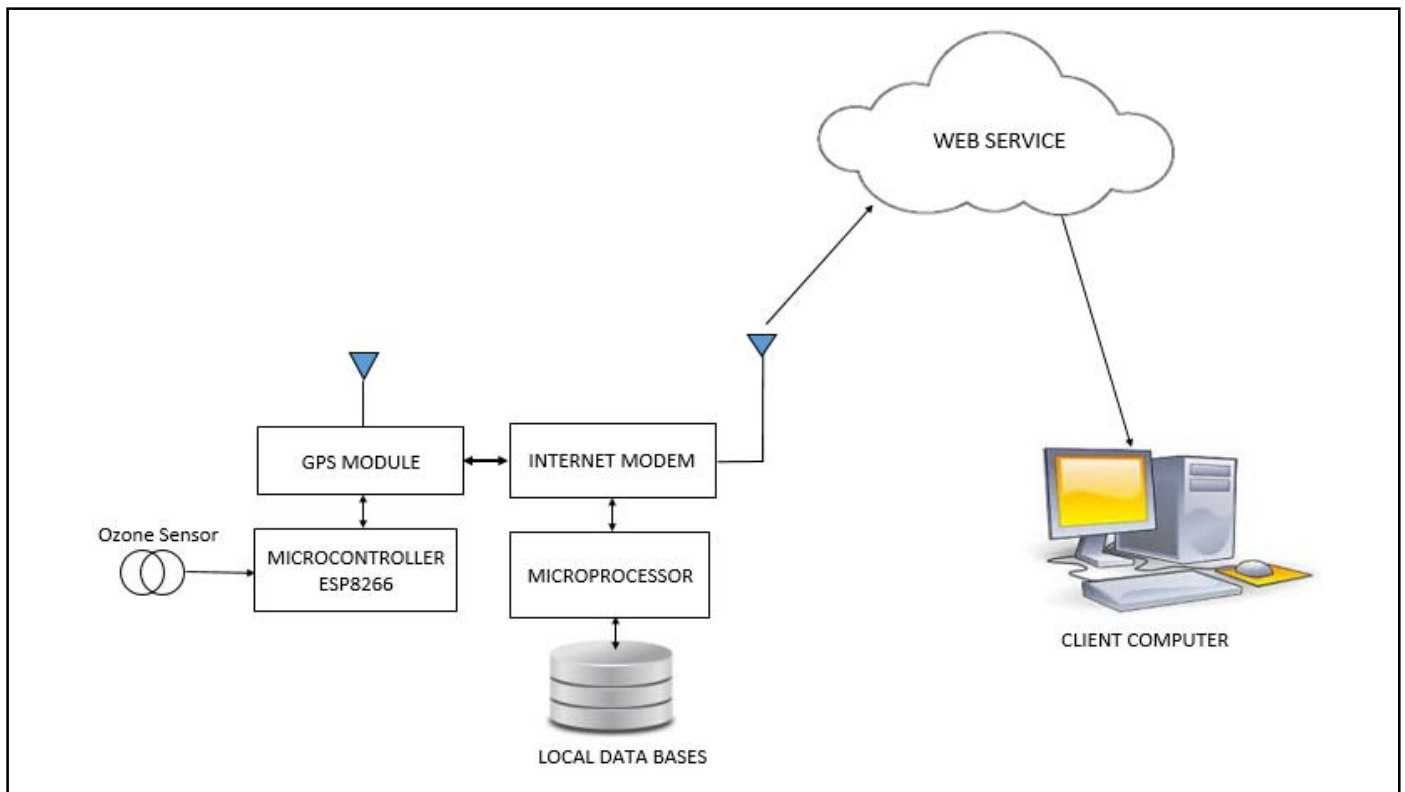 WEB SERVICE
GPS MODULE
INTERNET MODEM
Ozone Sensor
MICROCONTROLLER
ESP8266
MICROPROCESSOR
CLIENT COMPUTER
LOCAL DATA BASES